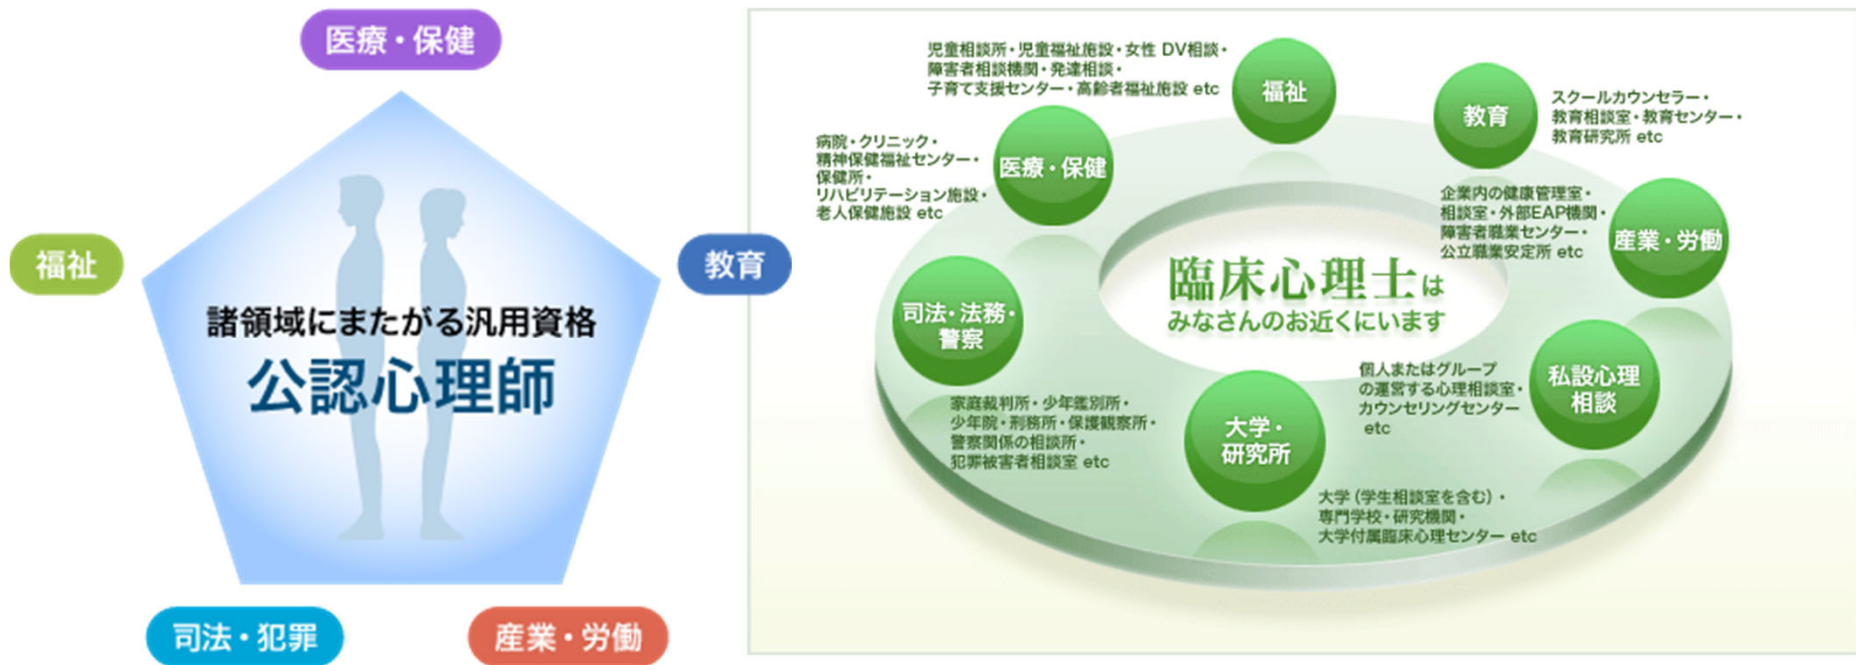 医療・保健
福祉
教育
諸領域にまたがる汎用資格
公認心理師
司法・犯罪
産業・労働
児童相談所・児童福祉施設・女性 DV相談・
障害者相談機関・発達相談・
子育て支援センター・高齢者福祉施設 etc
福祉
教育
スクールカウンセラー・
教育相談室・教育センター・
教育研究所 etc
病院・クリニック・
精神保健福祉センター・
保健所・
リハビリテーション施設・
老人保健施設 etc
医療・保健
企業内の健康管理室・
相談室・外部EAP機関・
障害者職業センター・
公立職業安定所 etc
産業・労働
臨床心理士は
みなさんのお近くにいます
司法・法務・
警察
家庭裁判所・少年鑑別所・
少年院・刑務所・保護観察所・
警察関係の相談所・
犯罪被害者相談室 etc
大学・
研究所
大学（学生相談室を含む）・
専門学校・研究機関・
大学付属臨床心理センター etc
個人またはグループ
の運営する心理相談室・
カウンセリングセンター
etc
私設心理
相談